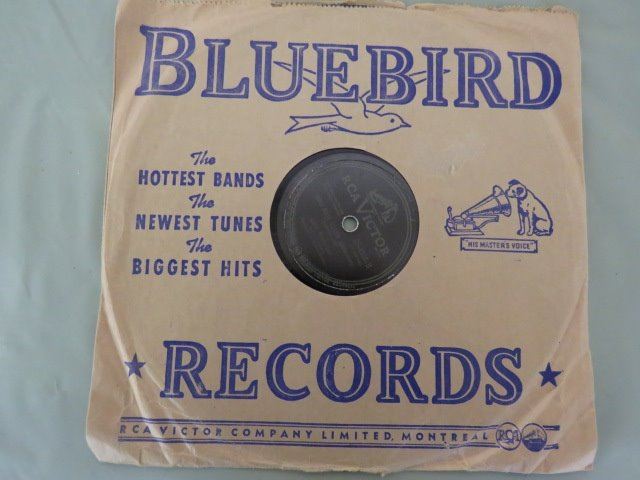 BLUEBIRD
The
HOTTEST BANDS
The
NEWEST TUNES
The
BIGGEST HITS
RCA VICTOR
"HIS MASTER'S VOICE"
★ RECORDS ★
RCA VICTOR COMPANY LIMITED, MONTREAL